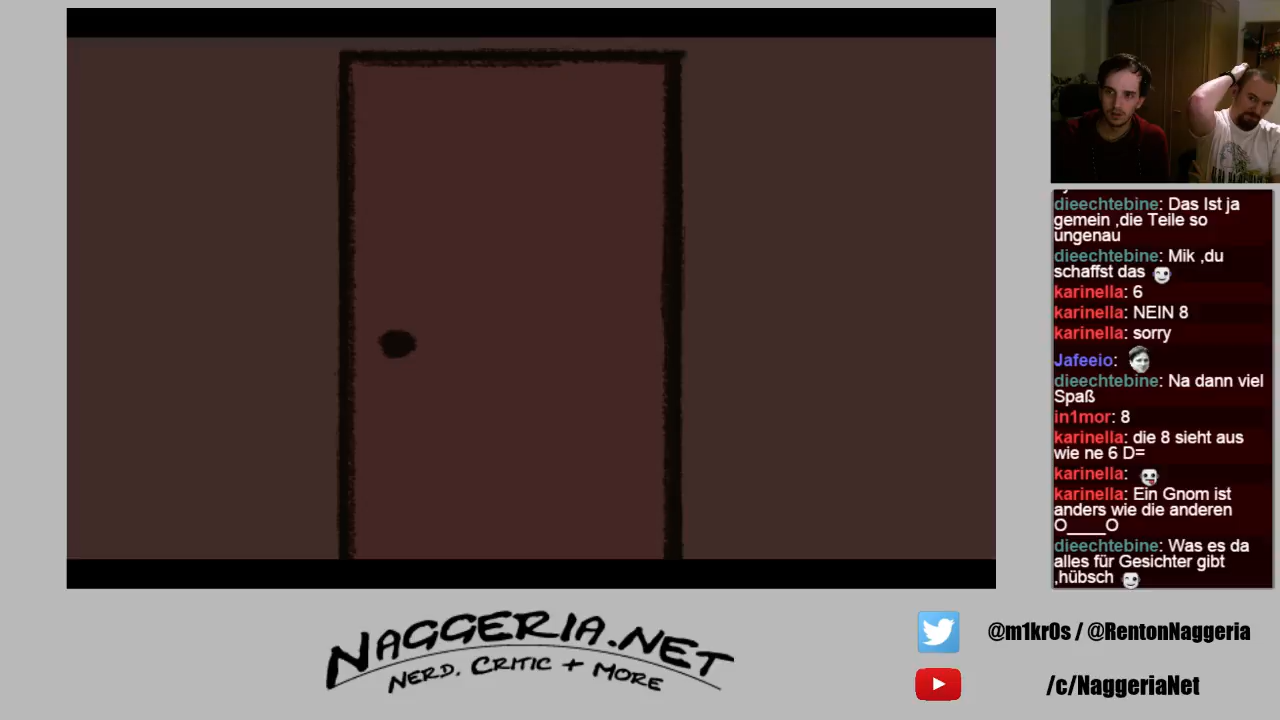 dieechtebine: Das Ist ja
gemein ,die Teile so
ungenau
dieechtebine: Mik ,du
schaffst das
karinella: 6
karinella: NEIN 8
karinella: sorry
Jafeeio:
dieechtebine: Na dann viel
Spaß
in1mor: 8
karinella: die 8 sieht aus
wie ne 6 D=
karinella:
karinella: Ein Gnom ist
anders wie die anderen
O____O
dieechtebine: Was es da
alles für Gesichter gibt
,hübsch
NAGGERIA.NET
NERD, CRITIC + MORE
@m1kr0s / @RentonNaggeria
/c/NaggeriaNet